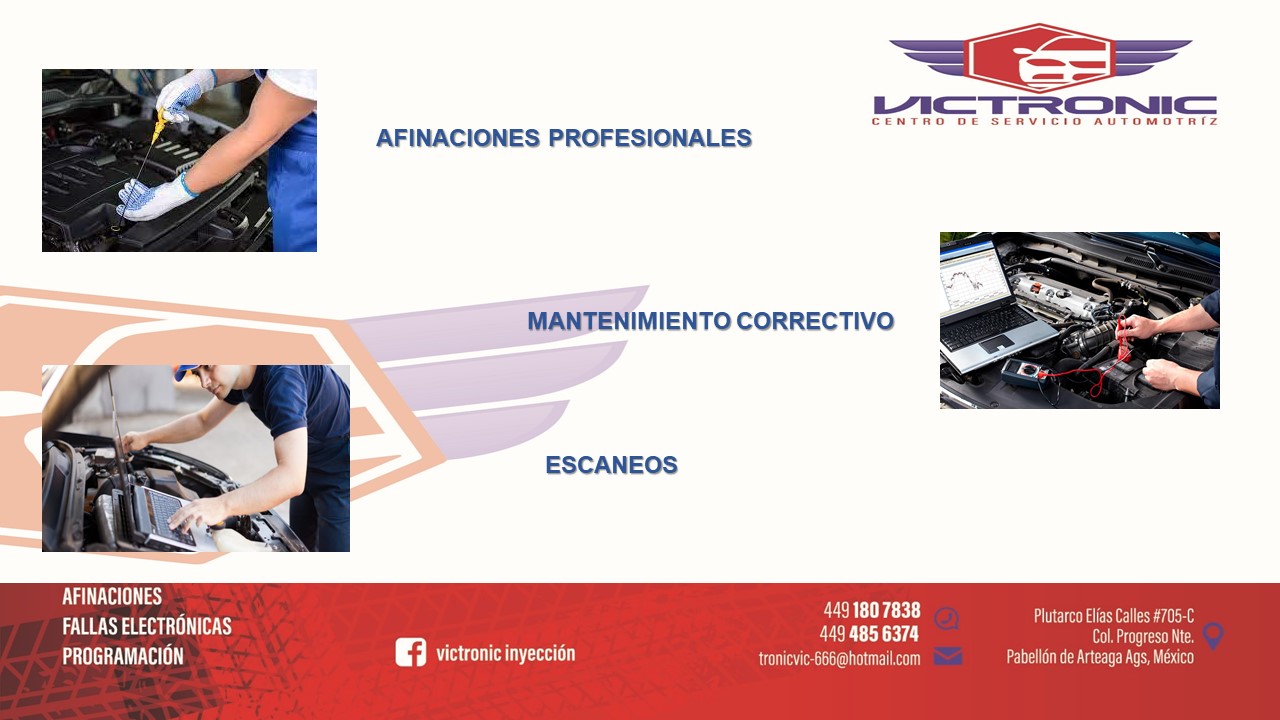 VICTRONIC
CENTRO DE SERVICIO AUTOMOTRÍZ
AFINACIONES PROFESIONALES
MANTENIMIENTO CORRECTIVO
ESCANEOS
AFINACIONES
FALLAS ELECTRÓNICAS
PROGRAMACIÓN
victronic inyección
449 180 7838
449 485 6374
tronicvic-666@hotmail.com
Plutarco Elías Calles #705-C
Col. Progreso Nte.
Pabellón de Arteaga Ags, México